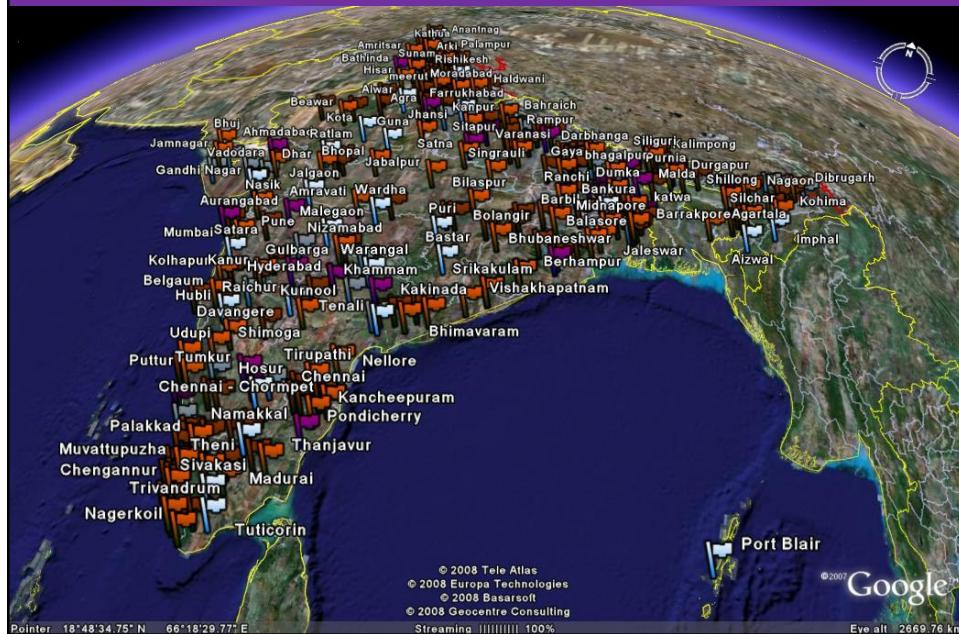 Anantnag
Kathua
Amritsar Arki Palampur
Sunam
Bathinda Rishikesh
Hisar
meerut Moradabad Haldwani
Alwar Farrukhabad
Beawar Agra
Kota Jhansi Kanpur Bahraich
Bhuj Guna Sitapur Rampur
Jamnagar Ahmadabad Ratlam Varanasi Darbhanga Siliguri Kalimpong
Vadodara Dhar Bhopal Satna Gaya bhagalpur Purnia
Gandhi Nagar Jalgaon Jabalpur Singrauli Ranchi Dumka Malda Durgapur
Nasik Amravati Wardha Bilaspur Bankura Shillong Nagaon Dibrugarh
Aurangabad Malegaon Puri Midnapore katwa Silchar Kohima
Pune Bolangir Balasore Barrakpore Agartala
Mumbai Satara Nizamabad Bastar Bhubaneshwar Jaleswar Imphal
Gulbarga Warangal Aizwal
Kolhapur Kanur Hyderabad Khammam Srikakulam Berhampur
Belgaum Raichur Kurnool Kakinada Vishakhapatnam
Hubli Tenali
Davangere
Udupi Shimoga Bhimavaram
Puttur Tumkur Tirupathi Nellore
Hosur Chennai
Chennai - Chormpet Kancheepuram
Namakkal Pondicherry
Palakkad
Muvattupuzha Theni Thanjavur
Chengannur Sivakasi
Madurai
Trivandrum
Nagerkoil
Tuticorin
Port Blair
N
© 2008 Tele Atlas
© 2008 Europa Technologies
© 2008 Basarsoft
© 2008 Geocentre Consulting
©2007 Google
Pointer 18°48'34.75" N 66°18'29.77" E Streaming |||||||||| 100% Eye alt 2669.76 km